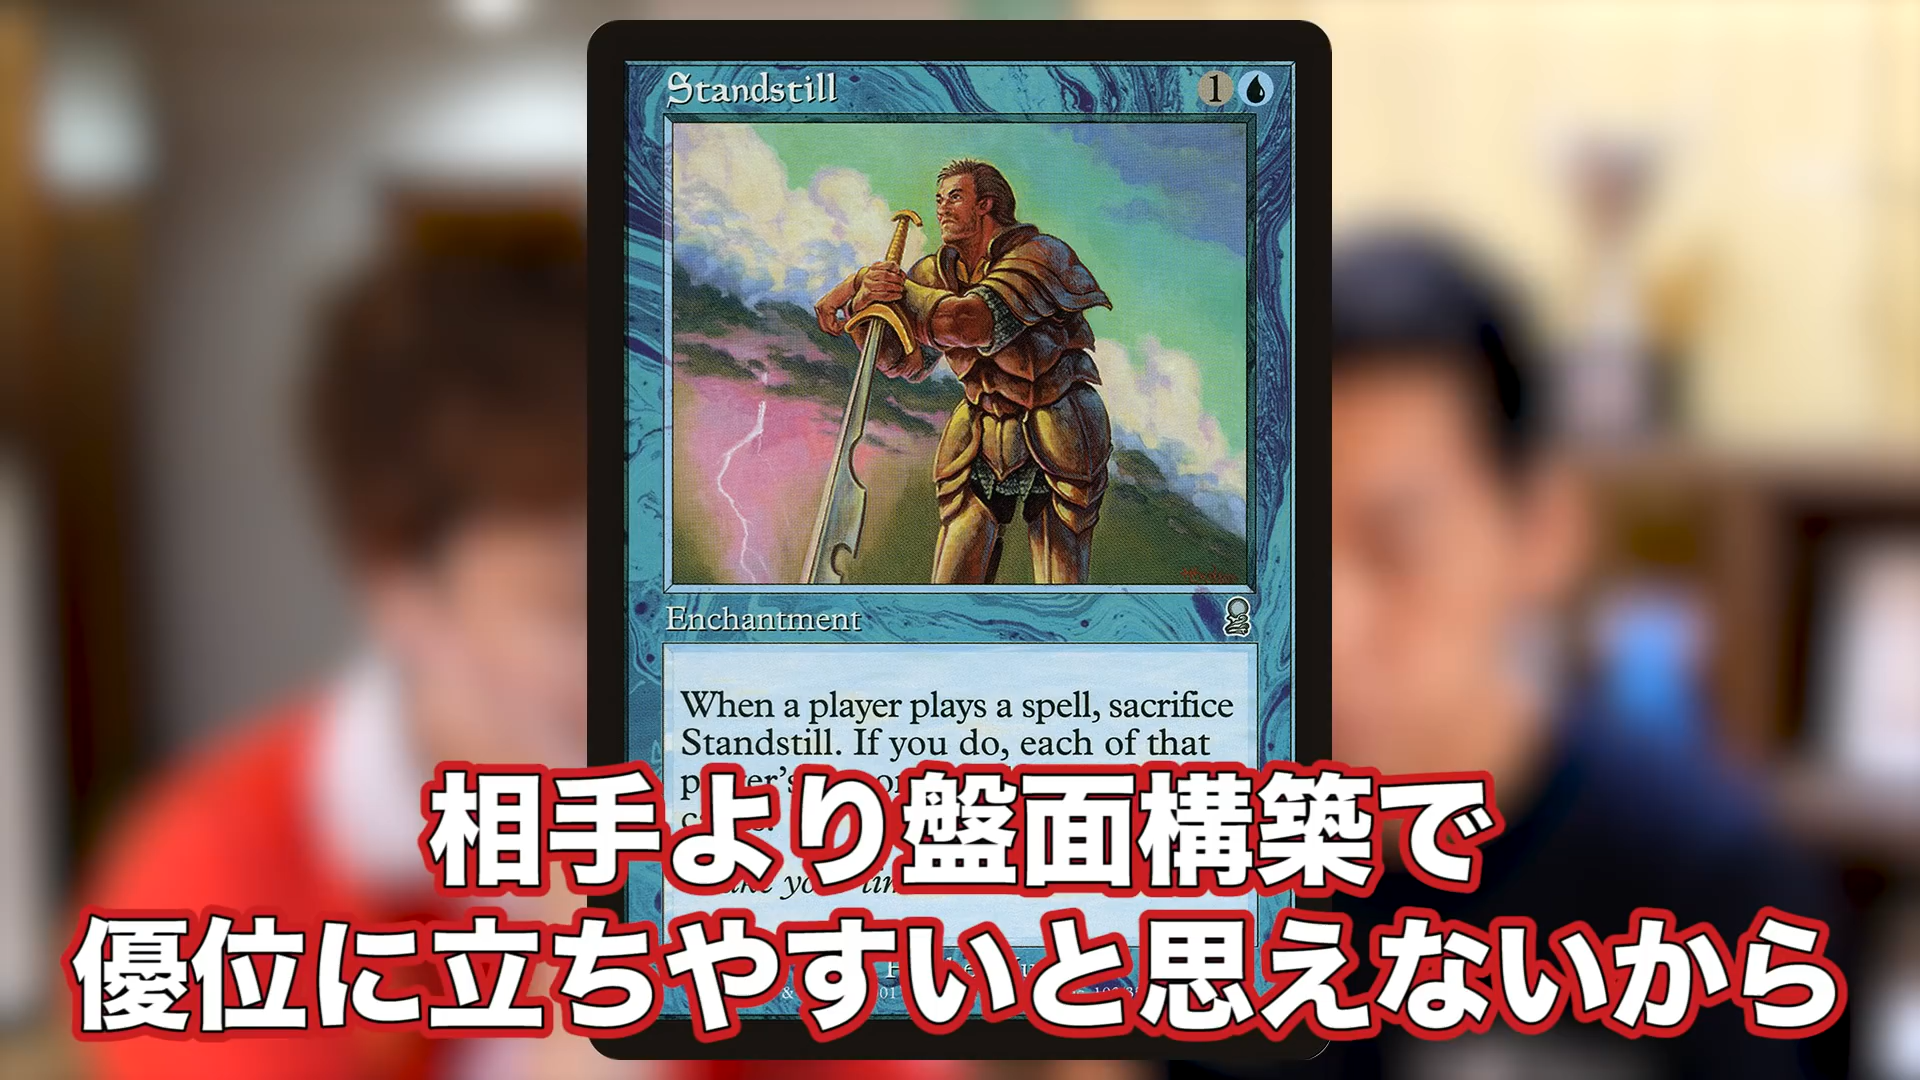 Standstill
1
Enchantment
When a player plays a spell, sacrifice
Standstill. If you do, each of that
相手より盤面構築で
優位に立ちやすいと思えないから